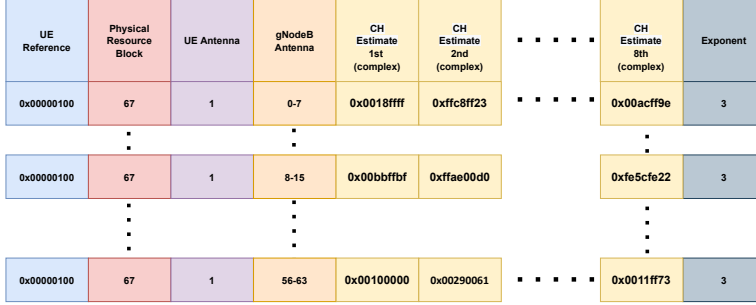 UE
Reference
Physical
Resource
Block
UE Antenna
gNodeB
Antenna
CH
Estimate
1st
(complex)
CH
Estimate
2nd
(complex)
CH
Estimate
8th
(complex)
Exponent
0x00000100 67 1 0-7 0x0018ffff 0xffc8ff23 0x00acff9e 3
0x00000100 67 1 8-15 0x00bbffbf 0xffae00d0 0xfe5cfe22 3
0x00000100 67 1 56-63 0x00100000 0x00290061 0x0011ff73 3